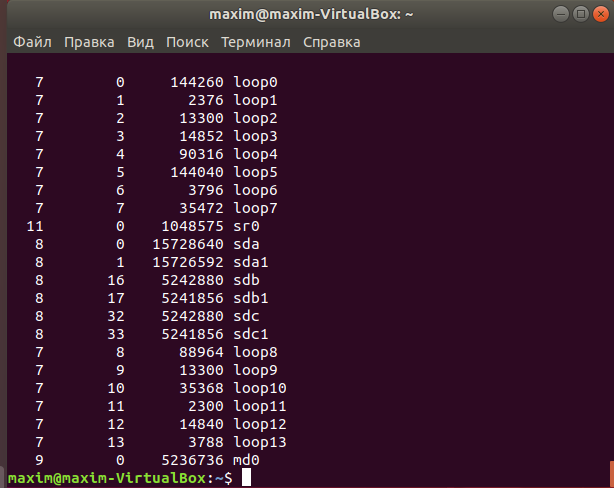 maxim@maxim-VirtualBox: ~
Файл Правка Вид Поиск Терминал Справка
7 0 144260 loop0
7 1 2376 loop1
7 2 13300 loop2
7 3 14852 loop3
7 4 90316 loop4
7 5 144040 loop5
7 6 3796 loop6
7 7 35472 loop7
11 0 1048575 sr0
8 0 15728640 sda
8 1 15726592 sda1
8 16 5242880 sdb
8 17 5241856 sdb1
8 32 5242880 sdc
8 33 5241856 sdc1
7 8 88964 loop8
7 9 13300 loop9
7 10 35368 loop10
7 11 2300 loop11
7 12 14840 loop12
7 13 3788 loop13
9 0 5236736 md0
maxim@maxim-VirtualBox:~$